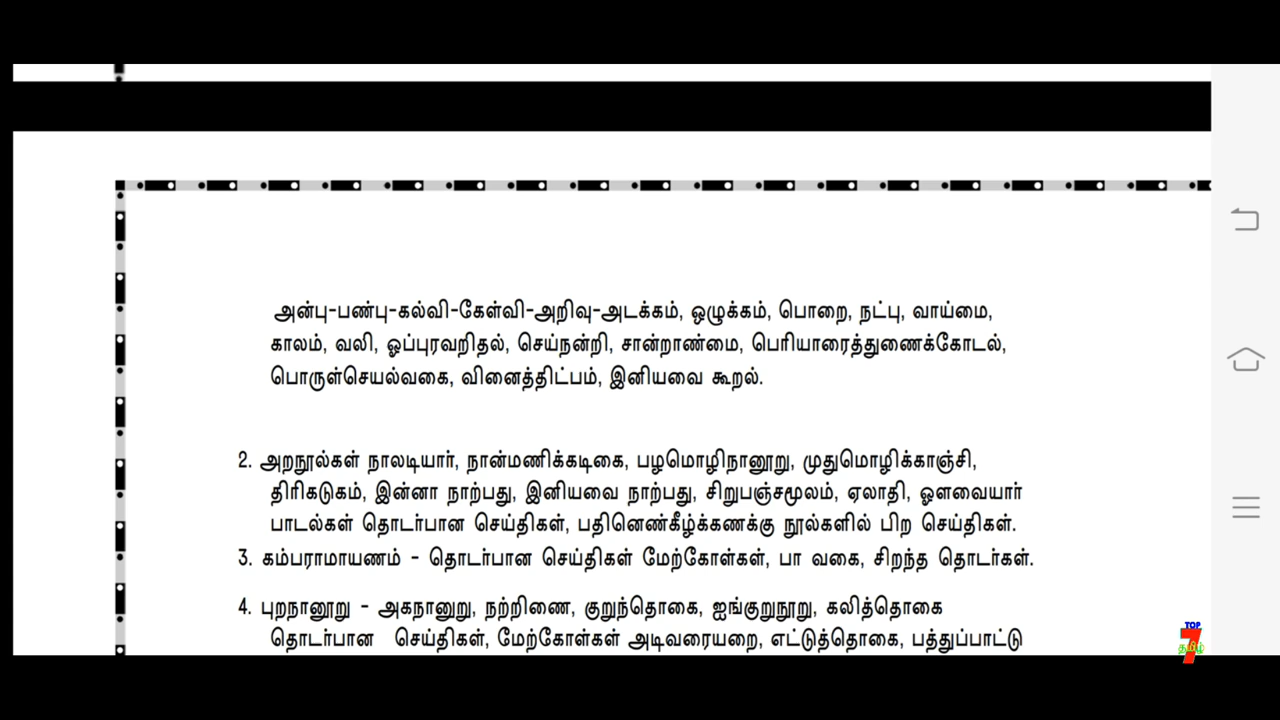 அன்பு-பண்பு-கல்வி-கேள்வி-அறிவு-அடக்கம், ஒழுக்கம், பொறை, நட்பு, வாய்மை,
காலம், வலி, ஒப்புரவறிதல், செய்நன்றி, சான்றாண்மை, பெரியாரைத்துணைக்கோடல்,
பொருள்செயல்வகை, வினைத்திட்பம், இனியவை கூறல்.
2. அறநூல்கள் நாலடியார், நான்மணிக்கடிகை, பழமொழிநானூறு, முதுமொழிக்காஞ்சி,
திரிகடுகம், இன்னா நாற்பது, இனியவை நாற்பது, சிறுபஞ்சமூலம், ஏலாதி, ஔவையார்
பாடல்கள் தொடர்பான செய்திகள், பதினெண்கீழ்க்கணக்கு நூல்களில் பிற செய்திகள்.
3. கம்பராமாயணம் - தொடர்பான செய்திகள் மேற்கோள்கள், பா வகை, சிறந்த தொடர்கள்.
4. புறநானூறு - அகநானுறு, நற்றிணை, குறுந்தொகை, ஐங்குறுநூறு, கலித்தொகை
தொடர்பான செய்திகள், மேற்கோள்கள் அடிவரையறை, எட்டுத்தொகை, பத்துப்பாட்டு
TOP
7
தமிழ்